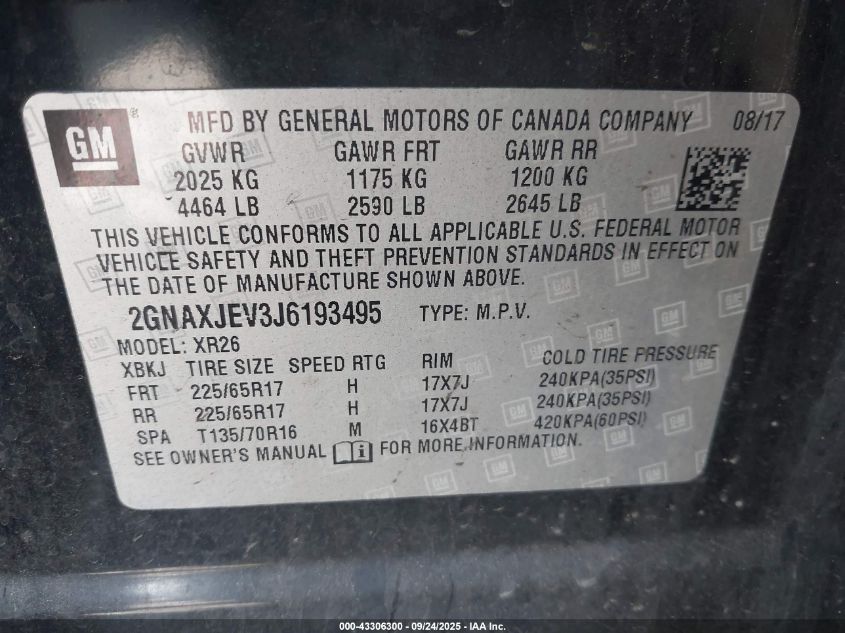 GM
MFD BY GENERAL MOTORS OF CANADA COMPANY 08/17
GVWR GAWR FRT GAWR RR
2025 KG 1175 KG 1200 KG
4464 LB 2590 LB 2645 LB
THIS VEHICLE CONFORMS TO ALL APPLICABLE U.S. FEDERAL MOTOR
VEHICLE SAFETY AND THEFT PREVENTION STANDARDS IN EFFECT ON
THE DATE OF MANUFACTURE SHOWN ABOVE.
2GNAXJEV3J6193495 TYPE: M.P.V.
MODEL: XR26
XBKJ TIRE SIZE SPEED RTG RIM COLD TIRE PRESSURE
FRT 225/65R17 H 17X7J 240KPA(35PSI)
RR 225/65R17 H 17X7J 240KPA(35PSI)
SPA T135/70R16 M 16X4BT 420KPA(60PSI)
SEE OWNER'S MANUAL FOR MORE INFORMATION.
000-43306300 - 09/24/2025 - IAA Inc.